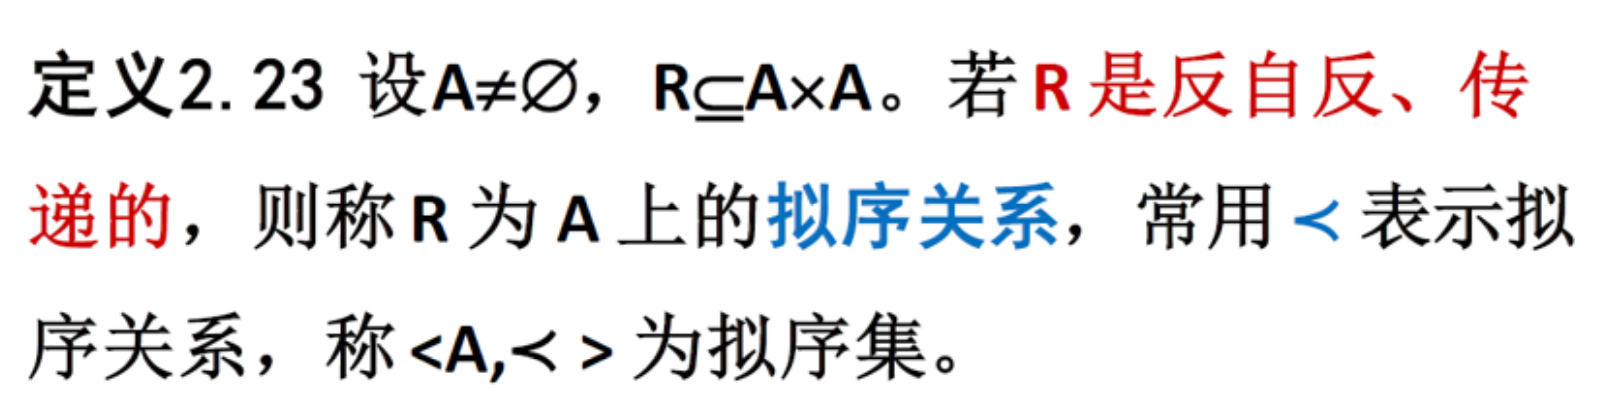 定义2.23 设A≠∅，R⊆A×A。若R是反自反、传
递的，则称R为A上的拟序关系，常用≺表示拟
序关系，称<A,≺>为拟序集。